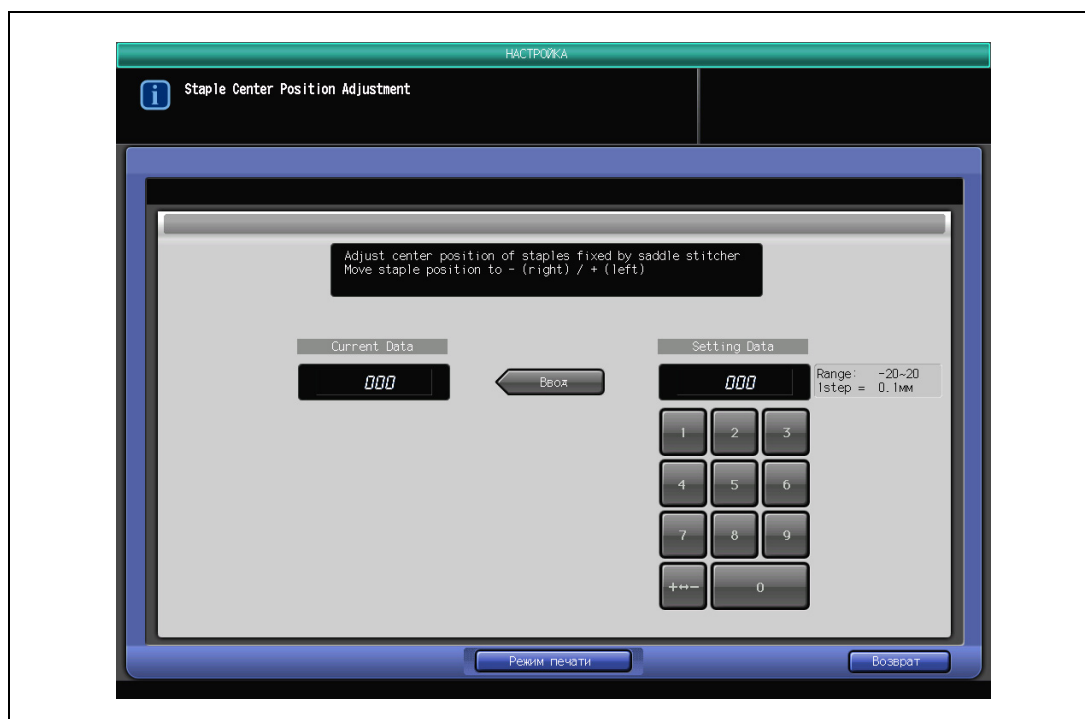 НАСТРОЙКА
Staple Center Position Adjustment
Adjust center position of staples fixed by saddle stitcher
Move staple position to - (right) / + (left)
Current Data
Setting Data
000
Ввод
000
Range: -20~20
1step = 0.1мм
1 2 3
4 5 6
7 8 9
+↔− 0
Режим печати
Возврат